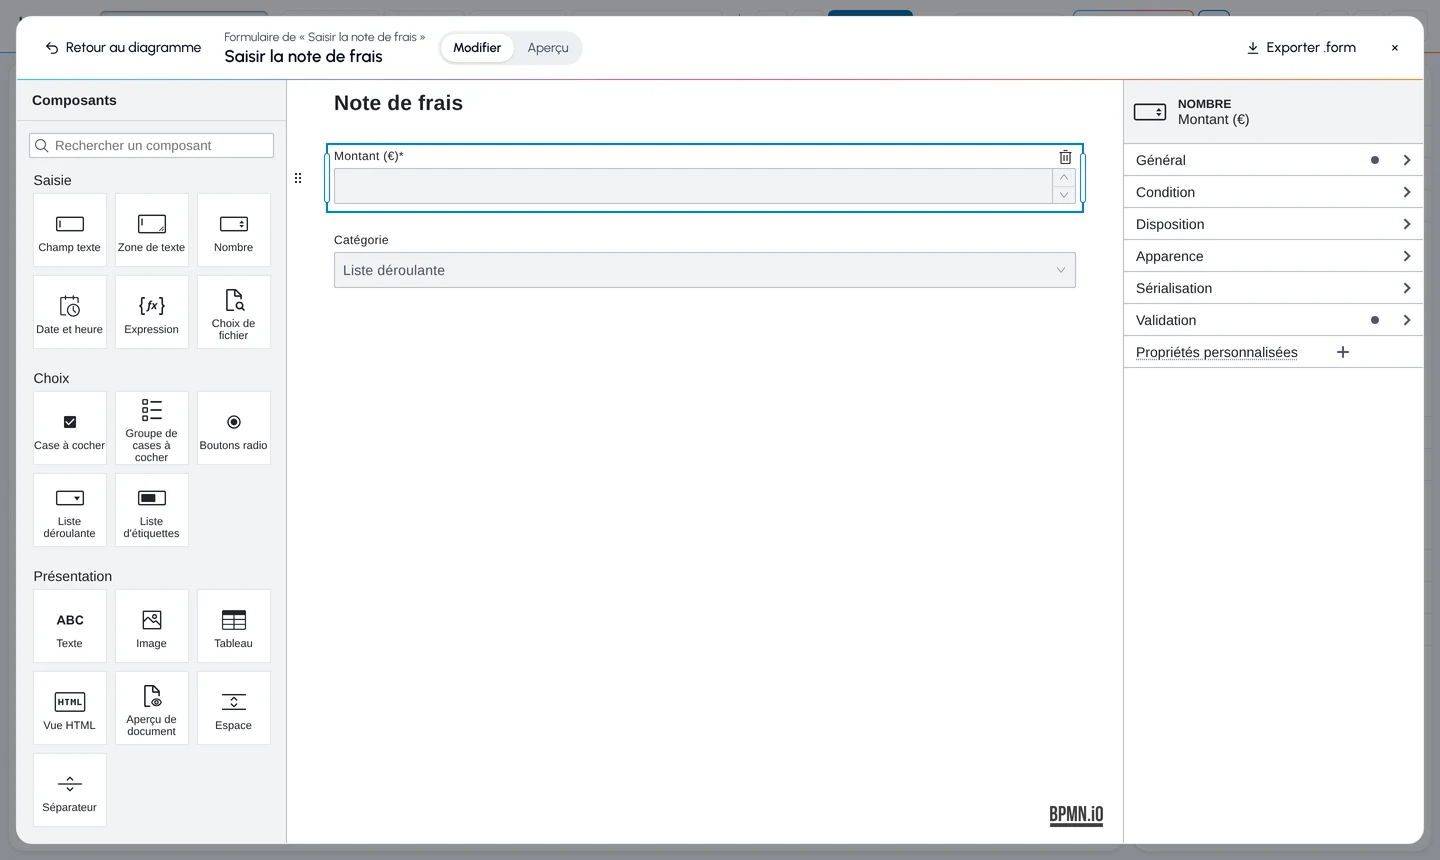 Retour au diagramme
Formulaire de « Saisir la note de frais »
Saisir la note de frais
Modifier
Aperçu
Exporter .form
Composants
Rechercher un composant
Saisie
Champ texte
Zone de texte
Nombre
Date et heure
{fx}
Expression
Choix de
fichier
Choix
Case à cocher
Groupe de
cases à
cocher
Boutons radio
Liste
déroulante
Liste
d'étiquettes
Présentation
ABC
Texte
Image
Tableau
HTML
Vue HTML
Aperçu de
document
Espace
Séparateur
Note de frais
Montant (€)*
Catégorie
Liste déroulante
BPMN.iO
NOMBRE
Montant (€)
Général
Condition
Disposition
Apparence
Sérialisation
Validation
Propriétés personnalisées